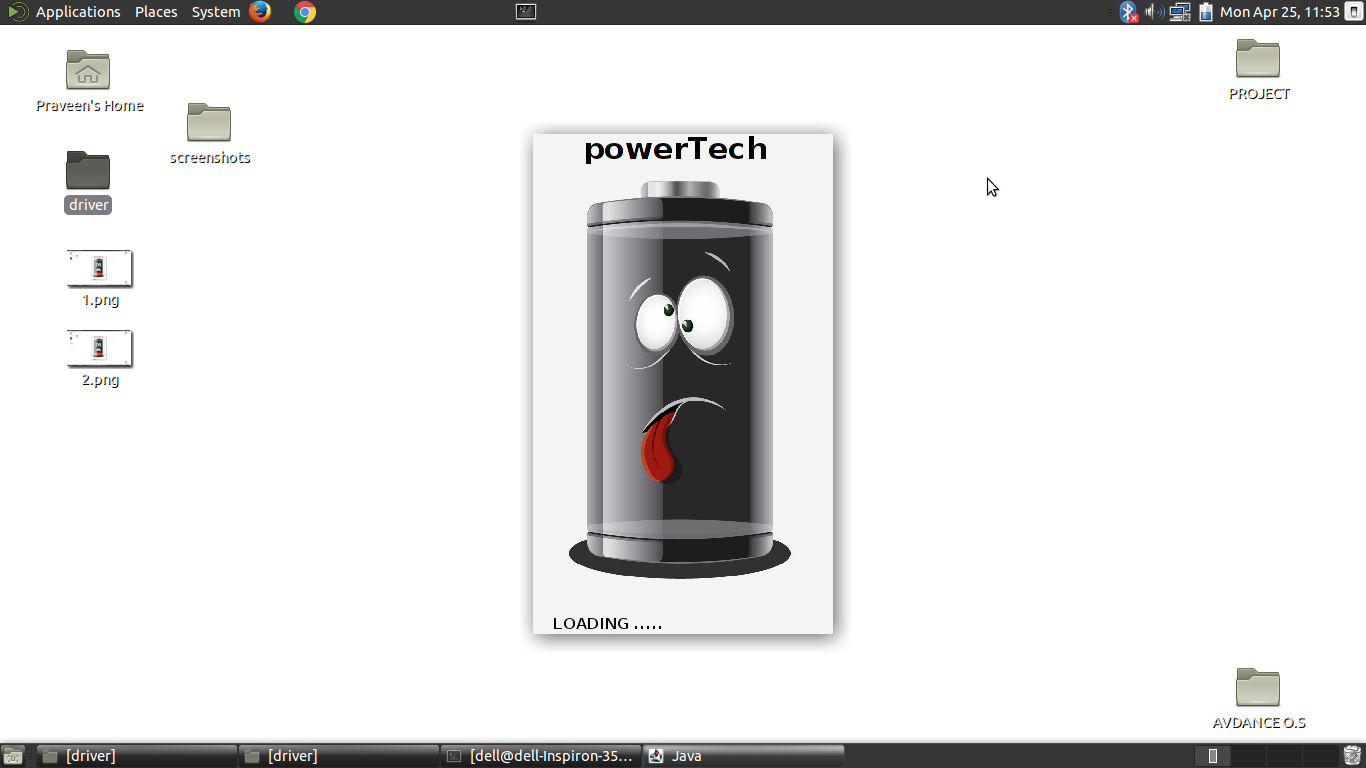 Applications Places System Mon Apr 25, 11:53
Praveen's Home
screenshots
driver
1.png
2.png
PROJECT
powerTech
LOADING .....
AVDANCE O.S
[driver] [driver] [dell@dell-Inspiron-35... Java